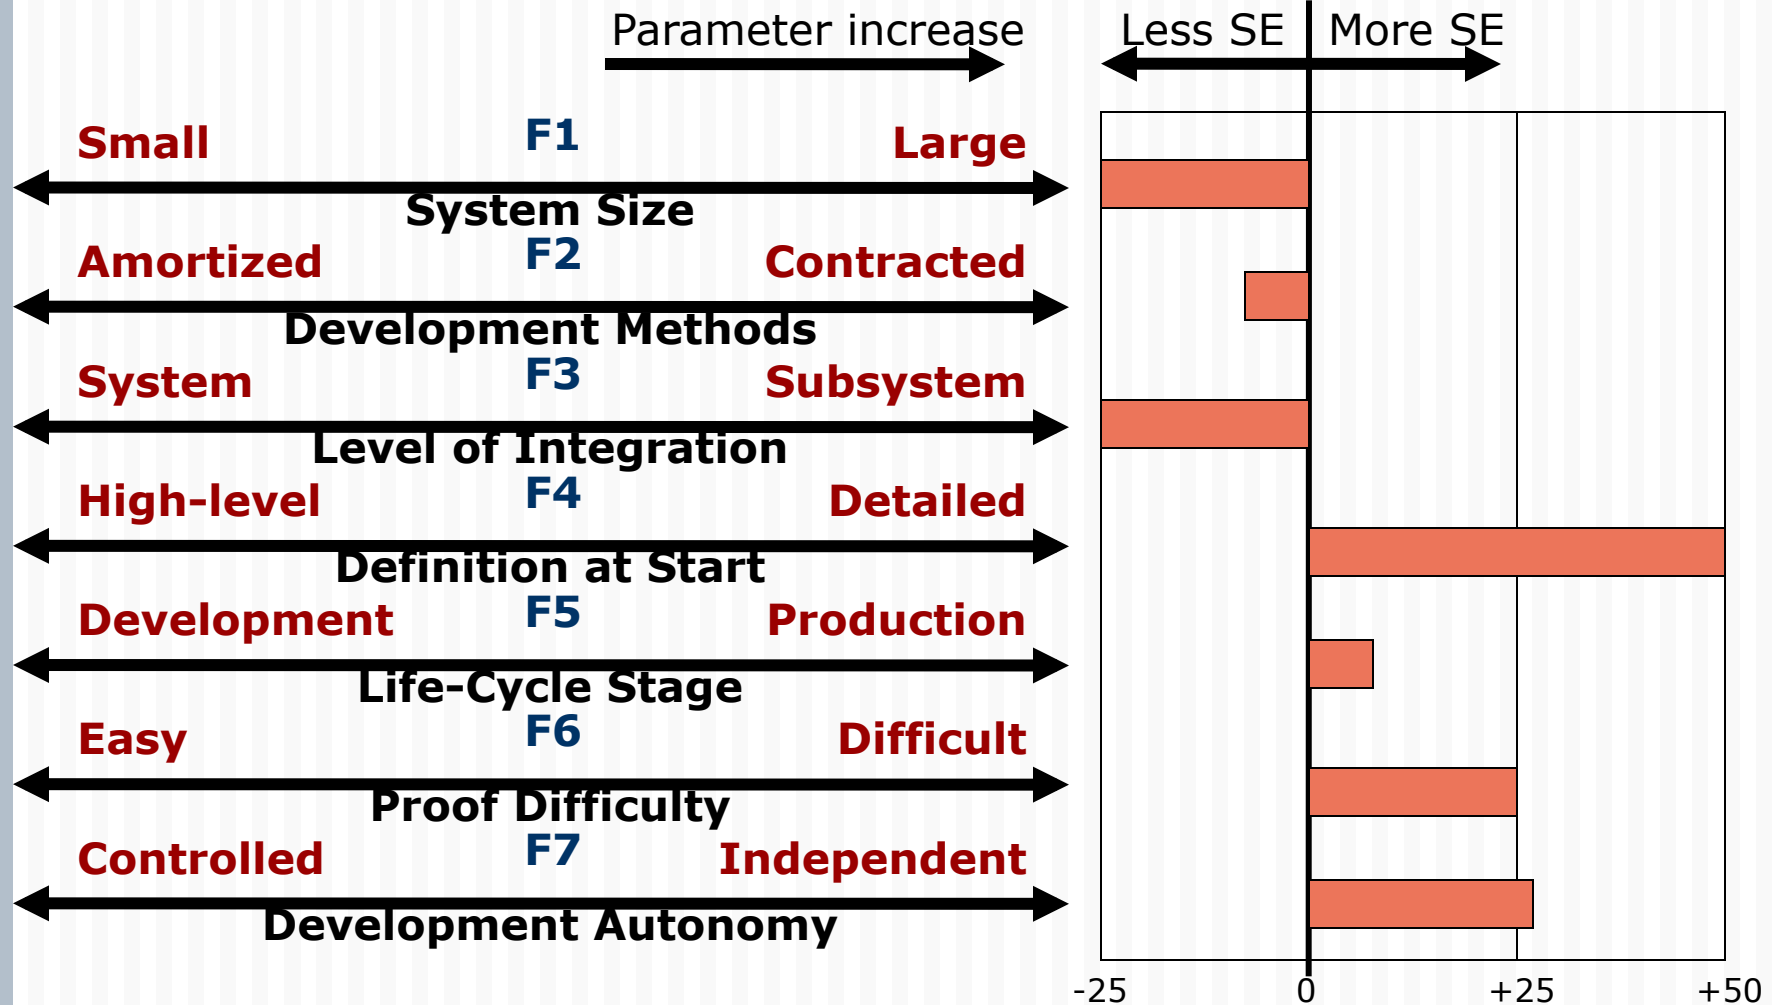 Parameter increase
Less SE
More SE
Small
F1
Large
System Size
Amortized
F2
Contracted
Development Methods
System
F3
Subsystem
Level of Integration
High-level
F4
Detailed
Definition at Start
Development
F5
Production
Life-Cycle Stage
Easy
F6
Difficult
Proof Difficulty
Controlled
F7
Independent
Development Autonomy
-25
0
+25
+50